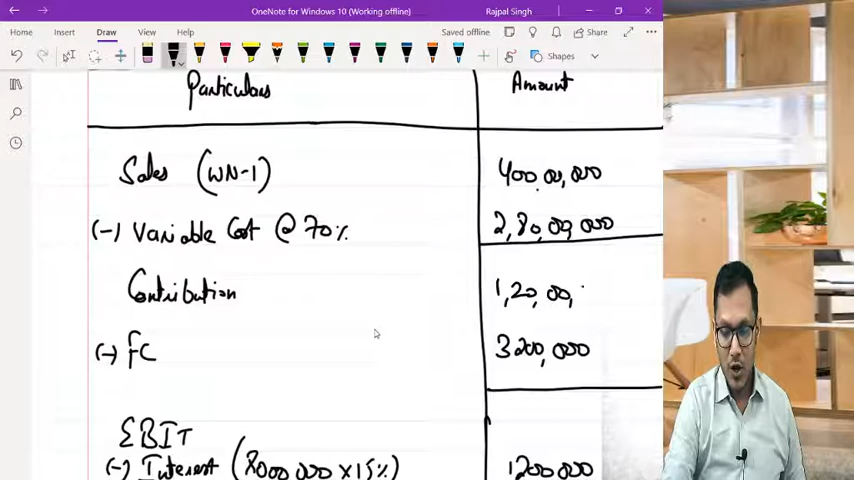 OneNote for Windows 10 (Working offline)
Rajpal Singh
Home Insert Draw View Help Saved offline Share
Shapes
Particulars Amount
Sales (WN-1) 400,00,000
(-) Variable Cost @ 70% 2,80,00,000
Contribution 1,20,00,
(-) FC 3200,000
EBIT
(-) Interest (8000000 x 15%) 1200000